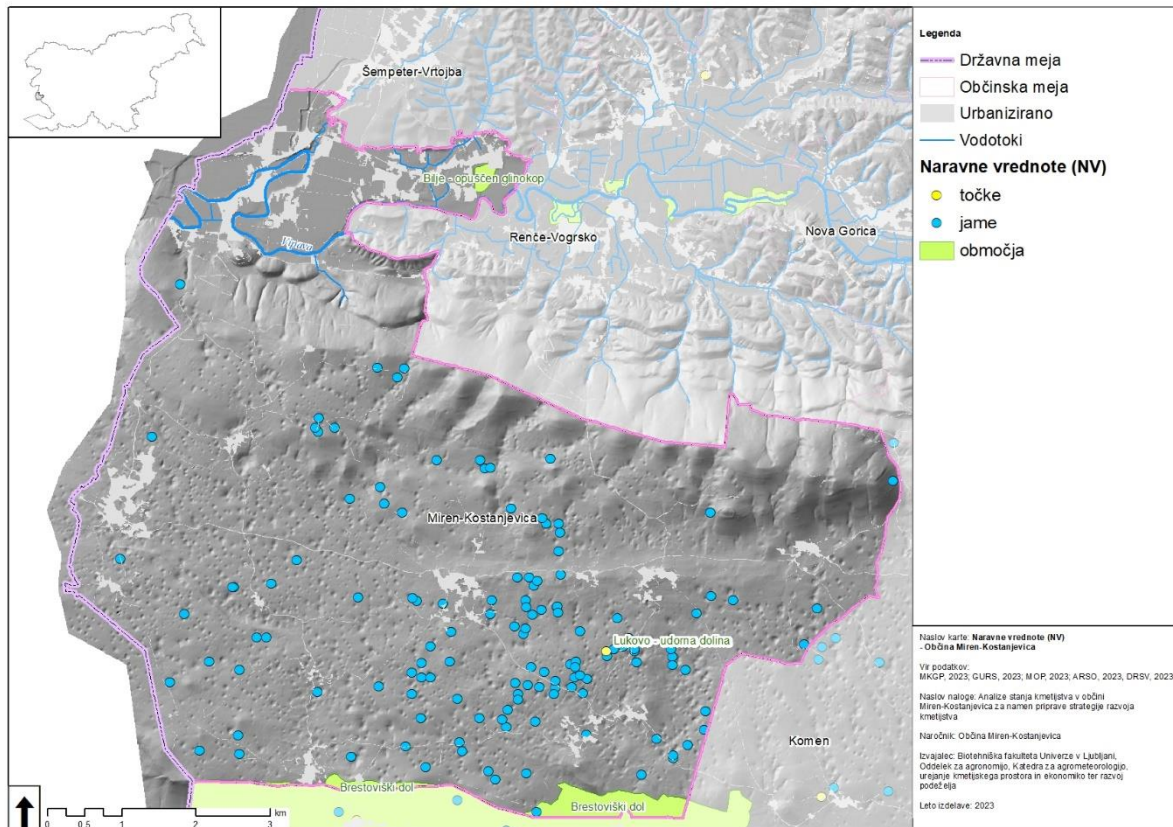 Šempeter-Vrtojba
Bilje - opuščen glinokop
Renče-Vogrsko
Nova Gorica
Vipava
Miren-Kostanjevica
Lukovo - udorna dolina
Komen
Brestoviški dol
Brestoviški dol
0 0,5 1 2 3 km
Legenda
Državna meja
Občinska meja
Urbanizirano
Vodotoki
Naravne vrednote (NV)
točke
jame
območja
Naslov karte: Naravne vrednote (NV)
- Občina Miren-Kostanjevica
Vir podatkov:
MKGP, 2023; GURS, 2023; MOP, 2023; ARSO, 2023, DRSV, 2023
Naslov naloge: Analize stanja kmetijstva v občini
Miren-Kostanjevica za namen priprave strategije razvoja
kmetijstva
Naročnik: Občina Miren-Kostanjevica
Izvajalec: Biotehniška fakulteta Univerze v Ljubljani,
Oddelek za agronomijo, Katedra za agrometeorologijo,
urejanje kmetijskega prostora in ekonomiko ter razvoj
podeželja
Leto izdelave: 2023